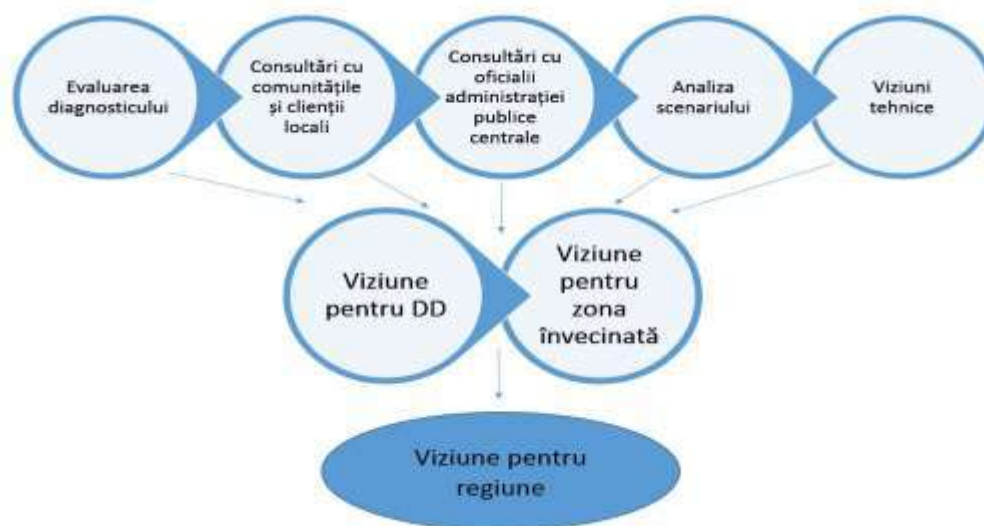 Evaluarea
diagnosticului
Consultări cu
comunitățile
și clienții
locali
Consultări cu
oficialii
administrației
publice
centrale
Analiza
scenariului
Viziuni
tehnice
Viziune
pentru DD
Viziune
pentru
zona
învecinată
Viziune pentru
regiune